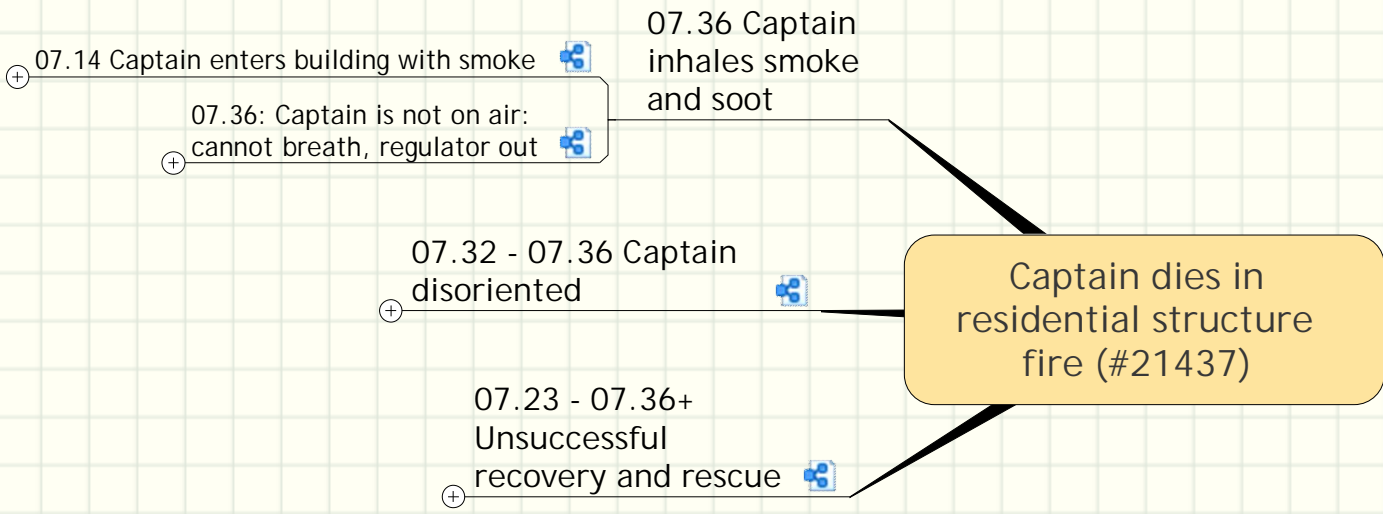 07.36 Captain
inhales smoke
and soot
07.14 Captain enters building with smoke
07.36: Captain is not on air:
cannot breath, regulator out
07.32 - 07.36 Captain
disoriented
07.23 - 07.36+
Unsuccessful
recovery and rescue
Captain dies in
residential structure
fire (#21437)